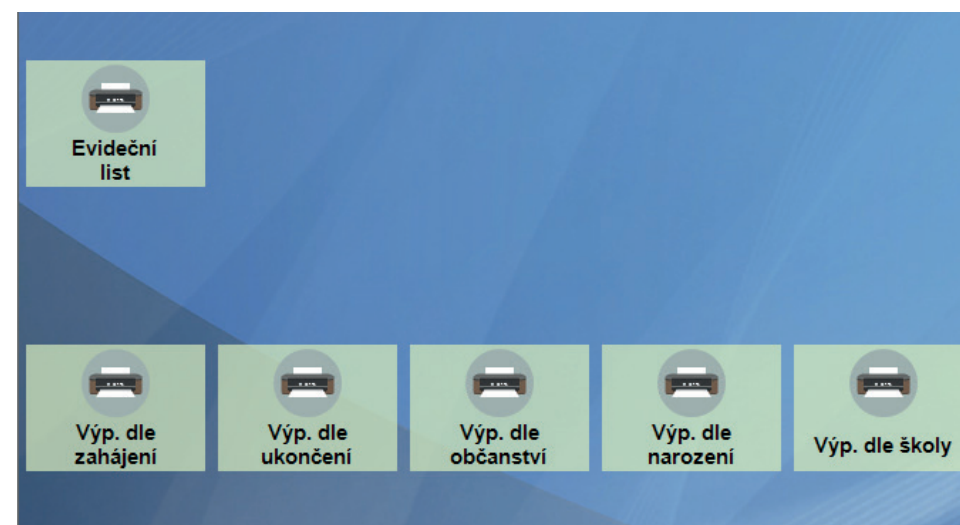 Evideční
list
Výp. dle
zahájení
Výp. dle
ukončení
Výp. dle
občanství
Výp. dle
narození
Výp. dle školy